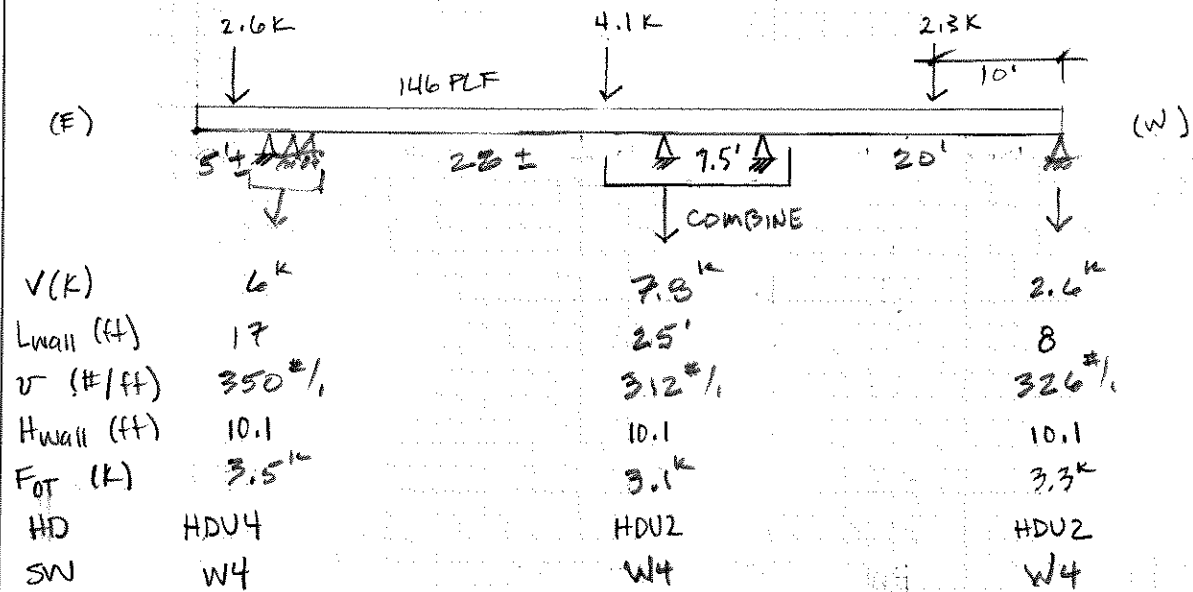 2.6K 4.1K 2.3K
10'
146 PLF
(E) (W)
5'± 28 ± 7.5' 20'
COMBINE
V(K) 6K 7.8K 2.6K
Lwall (ft) 17 25' 8
v (#/ft) 350#/, 312#/, 326#/,
Hwall (ft) 10.1 10.1 10.1
FOT (K) 3.5K 3.1K 3.3K
HD HDU4 HDU2 HDU2
SW W4 W4 W4